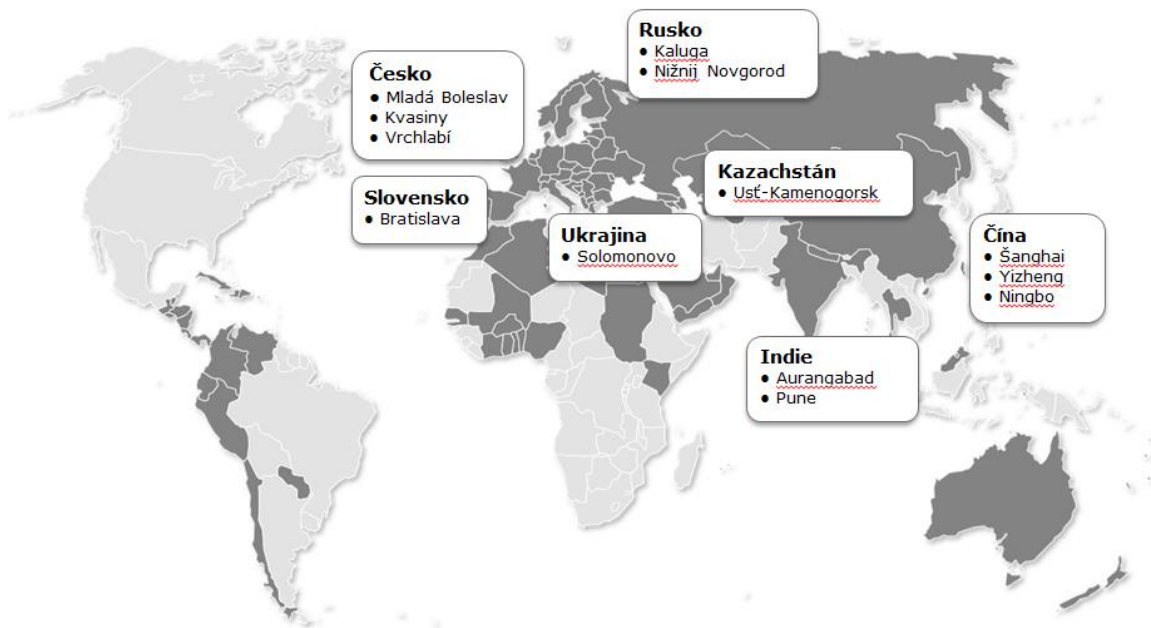 Rusko
● Kaluga
● Nižnij Novgorod
Česko
● Mladá Boleslav
● Kvasiny
● Vrchlabí
Kazachstán
● Usť-Kamenogorsk
Slovensko
● Bratislava
Ukrajina
● Solomonovo
Čína
● Šanghai
● Yizheng
● Ningbo
Indie
● Aurangabad
● Pune